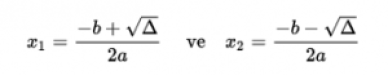 x₁ = (-b + √Δ) / 2a ve x₂ = (-b - √Δ) / 2a